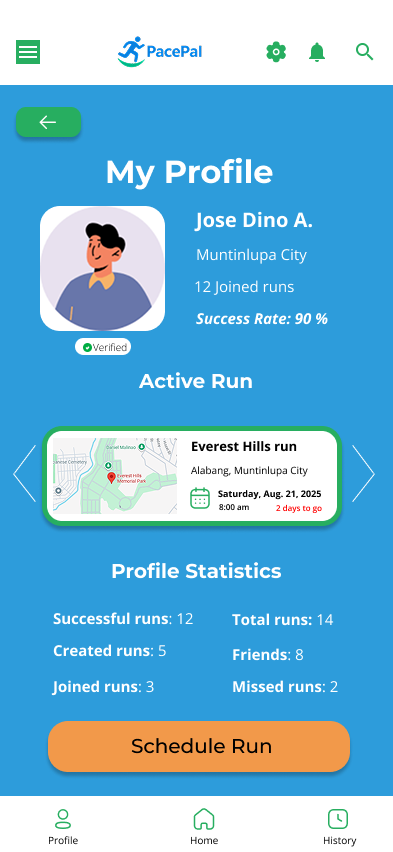 PacePal
My Profile
Jose Dino A.
Muntinlupa City
12 Joined runs
Success Rate: 90 %
Verified
Active Run
Everest Hills run
Alabang, Muntinlupa City
Saturday, Aug. 21, 2025
8:00 am
2 days to go
Everest Hills
Memorial Park
Profile Statistics
Successful runs: 12
Total runs: 14
Created runs: 5
Friends: 8
Joined runs: 3
Missed runs: 2
Schedule Run
Profile
Home
History